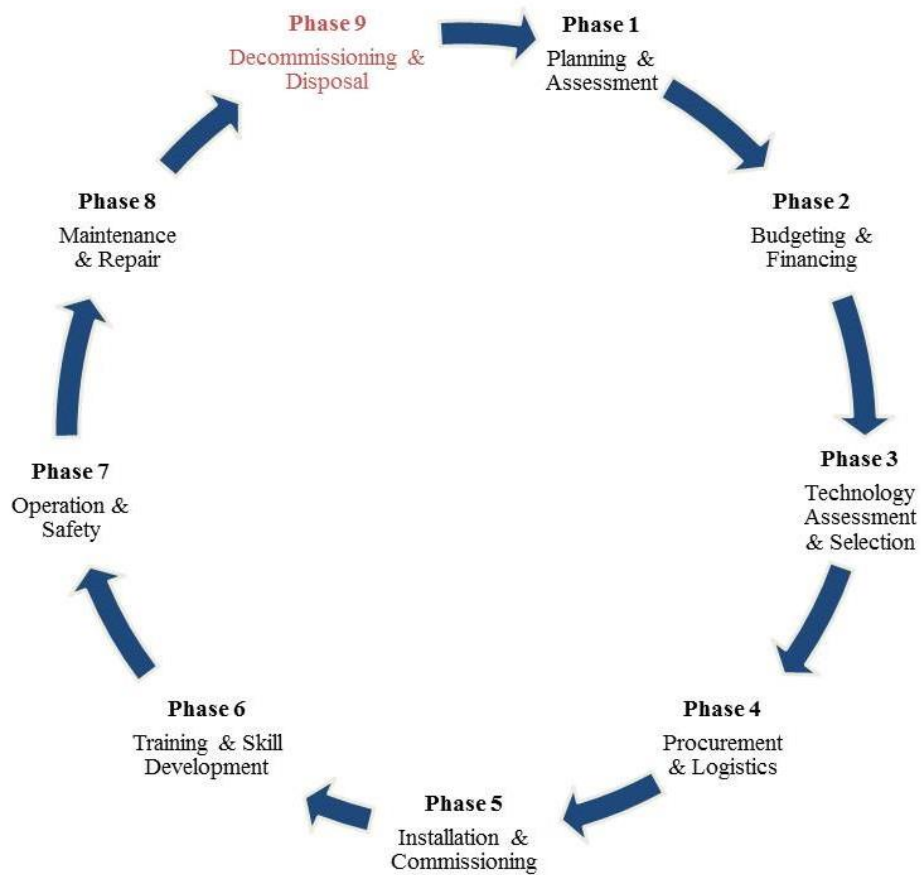 Phase 1
Planning &
Assessment
Phase 2
Budgeting &
Financing
Phase 3
Technology
Assessment
& Selection
Phase 4
Procurement
& Logistics
Phase 5
Installation &
Commissioning
Phase 6
Training & Skill
Development
Phase 7
Operation &
Safety
Phase 8
Maintenance
& Repair
Phase 9
Decommissioning &
Disposal